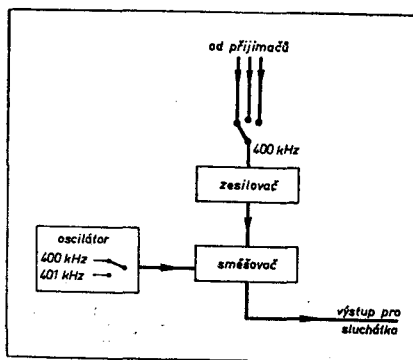 od přijímačů
400 kHz
zesilovač
oscilátor
400 kHz
401 kHz
směšovač
výstup pro
sluchátka